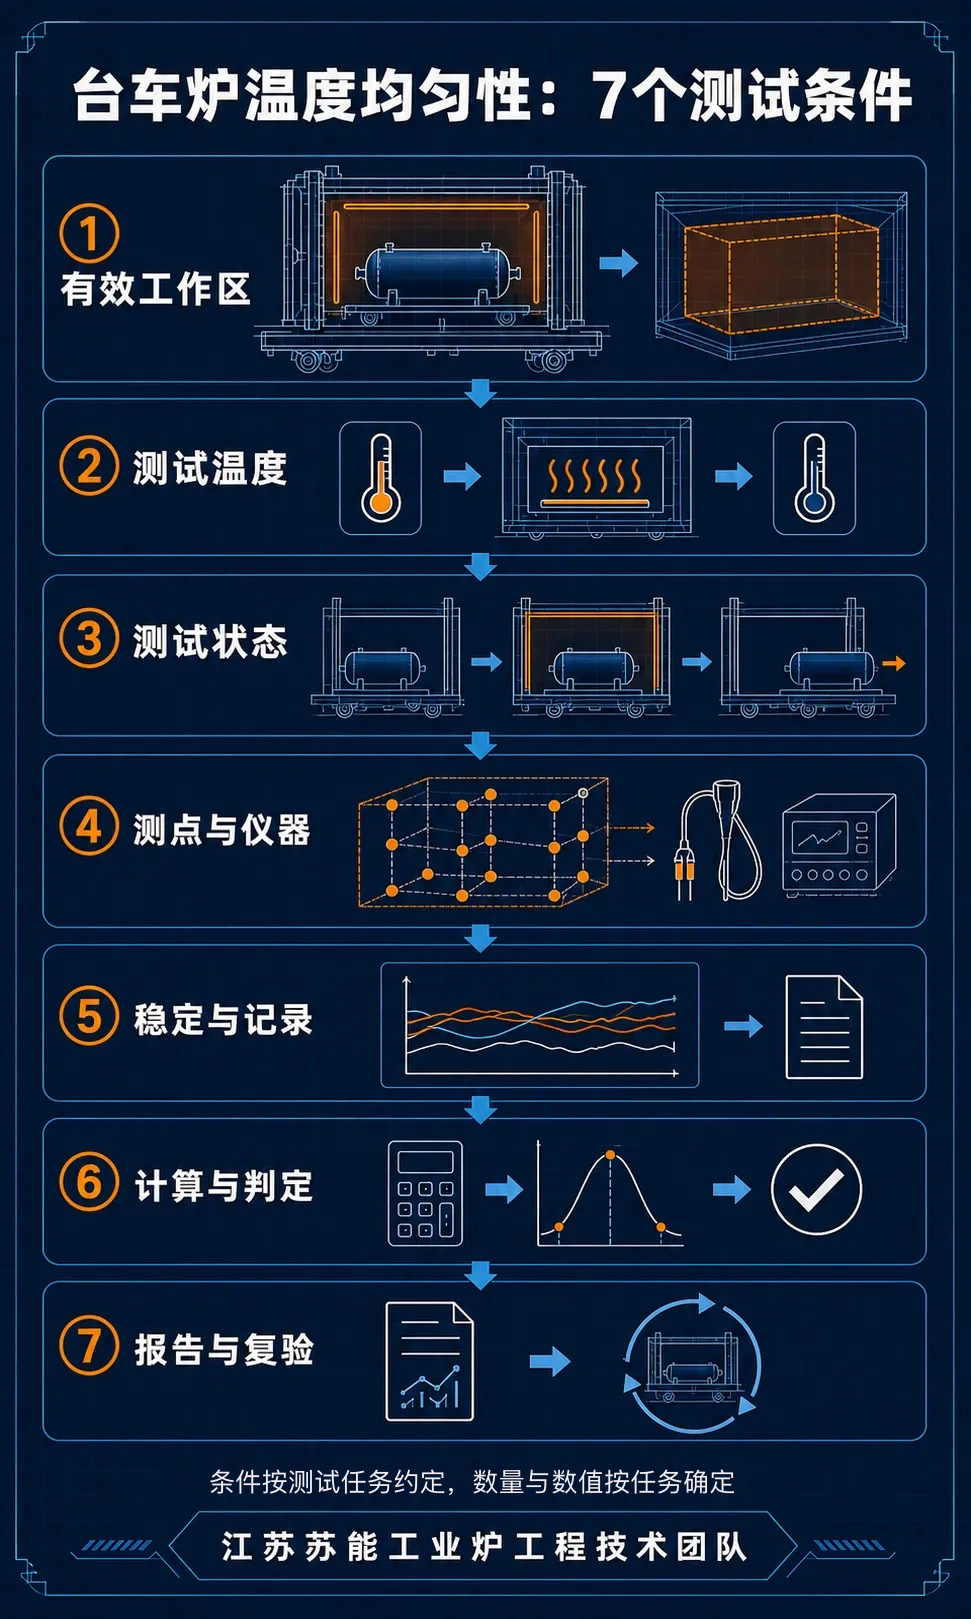 台车炉温度均匀性：7个测试条件
1
有效工作区
2 测试温度
3 测试状态
4 测点与仪器
5 稳定与记录
6 计算与判定
7 报告与复验
条件按测试任务约定，数量与数值按任务确定
江苏苏能工业炉工程技术团队